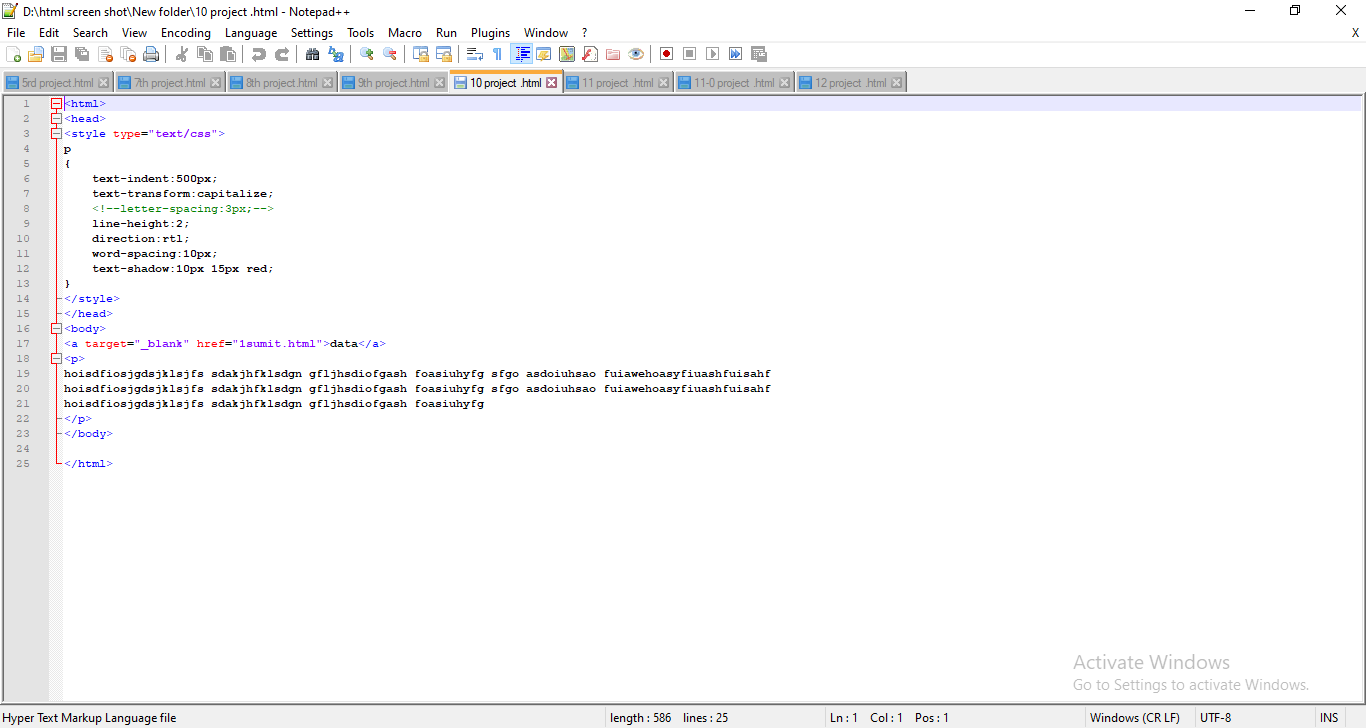 D:\html screen shot\New folder\10 project .html - Notepad++
File Edit Search View Encoding Language Settings Tools Macro Run Plugins Window ? X
5rd project.html 7th project.html 8th project.html 9th project.html 10 project .html 11 project .html 11-0 project .html 12 project .html
1 <html>
2 <head>
3 <style type="text/css">
4 p
5 {
6 text-indent:500px;
7 text-transform:capitalize;
8 <!--letter-spacing:3px;-->
9 line-height:2;
10 direction:rtl;
11 word-spacing:10px;
12 text-shadow:10px 15px red;
13 }
14 </style>
15 </head>
16 <body>
17 <a target="_blank" href="1sumit.html">data</a>
18 <p>
19 hoisdfiosjgdsjklsjfs sdakjhfklsdgn gfljhsdiofgash foasiuhyfg sfgo asdoiuhsao fuiawehoasyfiuashfuisahf
20 hoisdfiosjgdsjklsjfs sdakjhfklsdgn gfljhsdiofgash foasiuhyfg sfgo asdoiuhsao fuiawehoasyfiuashfuisahf
21 hoisdfiosjgdsjklsjfs sdakjhfklsdgn gfljhsdiofgash foasiuhyfg
22 </p>
23 </body>
24
25 </html>
Activate Windows
Go to Settings to activate Windows.
Hyper Text Markup Language file length : 586 lines : 25 Ln : 1 Col : 1 Pos : 1 Windows (CR LF) UTF-8 INS